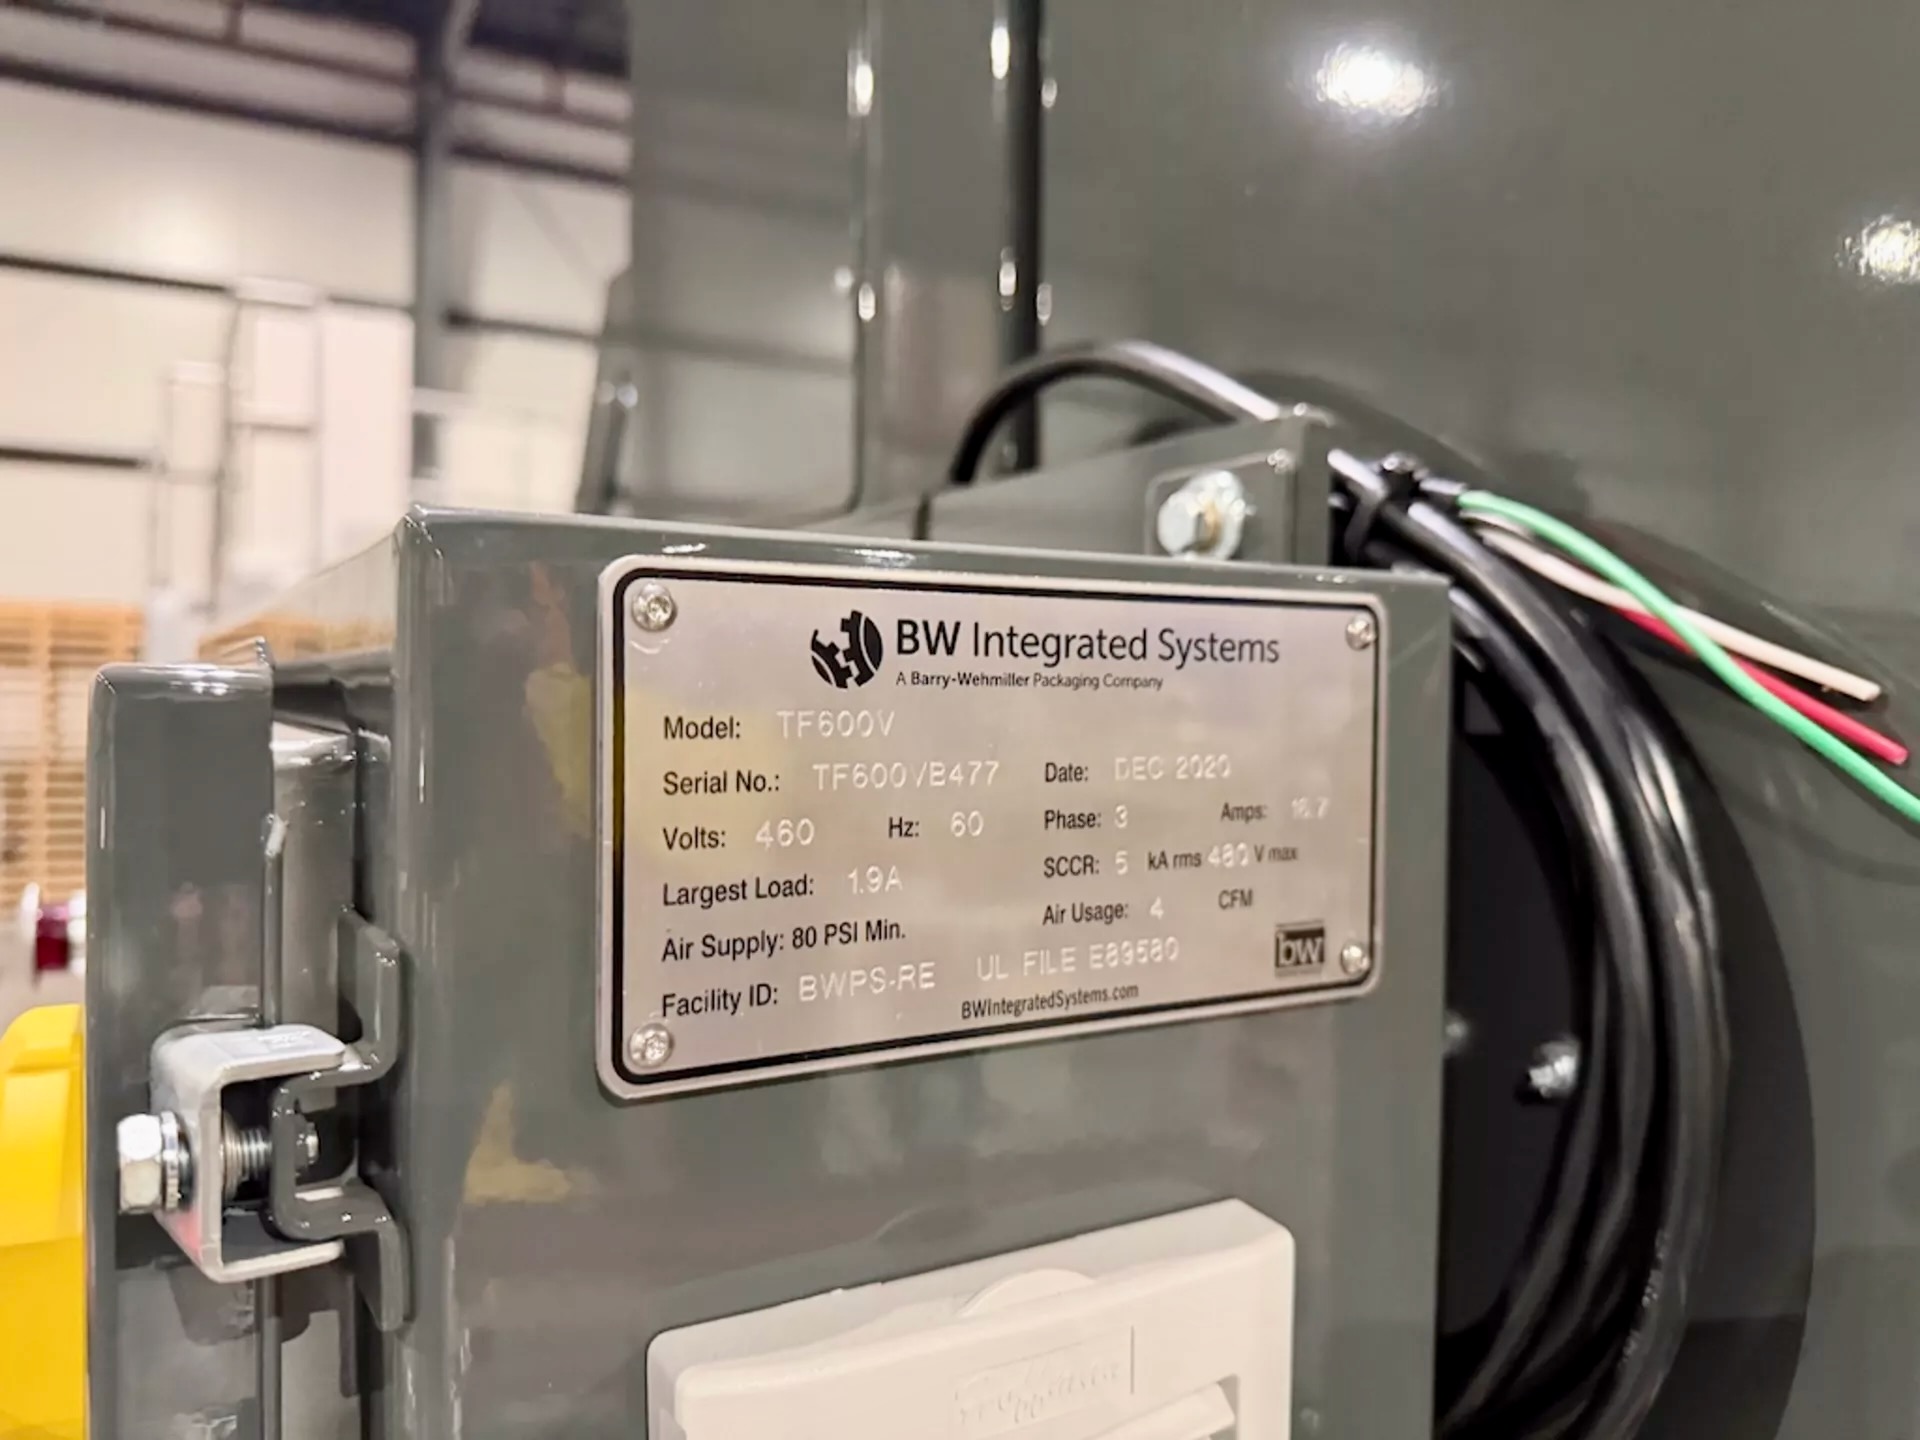 BW Integrated Systems
A Barry-Wehmiller Packaging Company
Model: TF600V
Serial No.: TF600VB477 Date: DEC 2020
Volts: 460 Hz: 60 Phase: 3 Amps:
Largest Load: 1.9A SCCR: 5 kA rms 480 V max
Air Supply: 80 PSI Min. Air Usage: 4 CFM
Facility ID: BWPS-RE UL FILE E89580
bw
BWIntegratedSystems.com